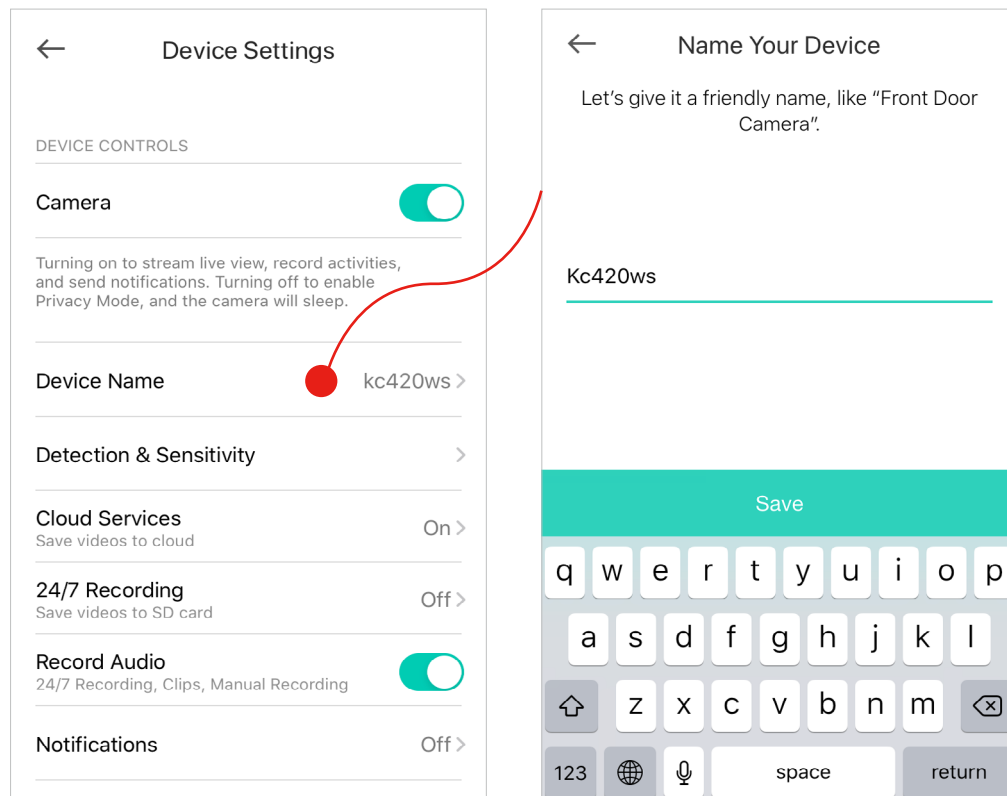 Device Settings
DEVICE CONTROLS
Camera
Turning on to stream live view, record activities,
and send notifications. Turning off to enable
Privacy Mode, and the camera will sleep.
Device Name kc420ws
Detection & Sensitivity
Cloud Services
Save videos to cloud
On
24/7 Recording
Save videos to SD card
Off
Record Audio
24/7 Recording, Clips, Manual Recording
Notifications Off
Name Your Device
Let’s give it a friendly name, like “Front Door
Camera”.
Kc420ws
Save
q w e r t y u i o p
a s d f g h j k l
z x c v b n m
123 space return